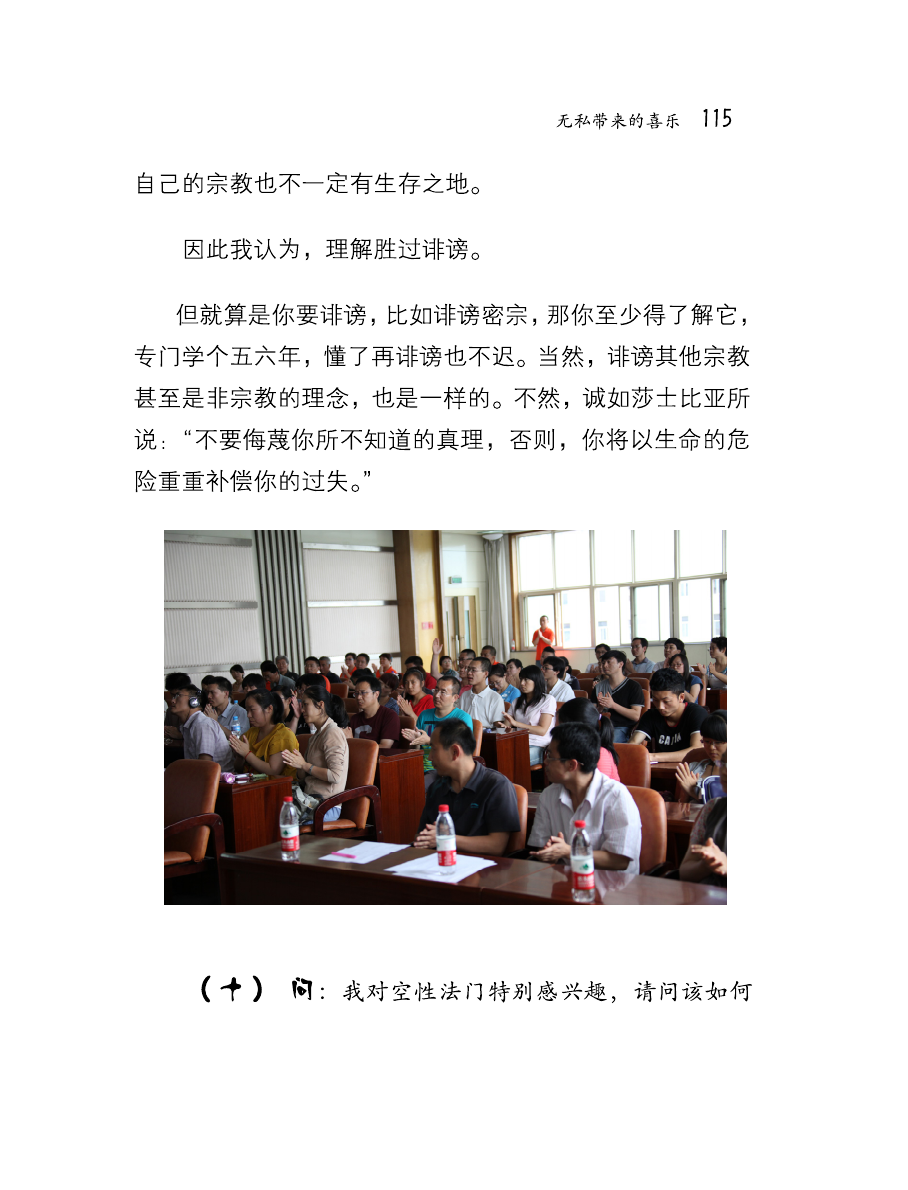 无私带来的喜乐 115
自己的宗教也不一定有生存之地。
因此我认为，理解胜过诽谤。
但就算是你要诽谤，比如诽谤密宗，那你至少得了解它，
专门学个五六年，懂了再诽谤也不迟。当然，诽谤其他宗教
甚至是非宗教的理念，也是一样的。不然，诚如莎士比亚所
说：“不要侮蔑你所不知道的真理，否则，你将以生命的危
险重重补偿你的过失。”
（十） 问：我对空性法门特别感兴趣，请问该如何